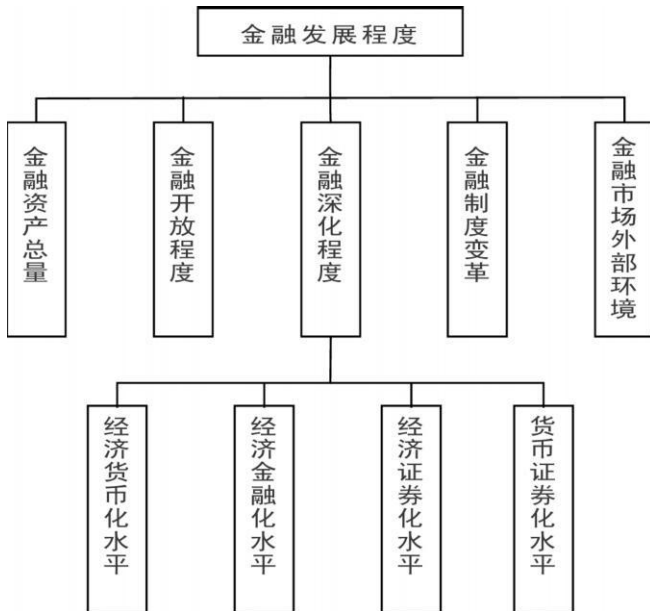 金融发展程度
金融资产总量
金融开放程度
金融深化程度
金融制度变革
金融市场外部环境
经济货币化水平
经济金融化水平
经济证券化水平
货币证券化水平